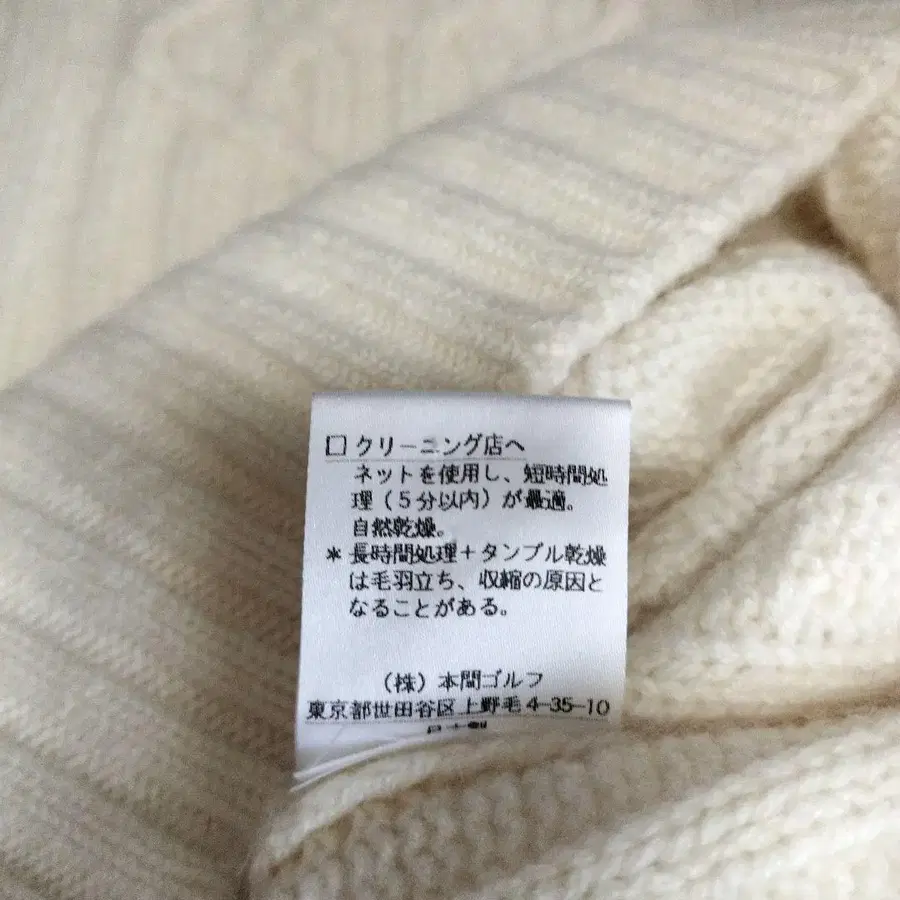 □ クリーニング店へ
ネットを使用し、短時間処
理（５分以内）が最適。
自然乾燥。
＊ 長時間処理＋タンブル乾燥
は毛羽立ち、収縮の原因と
なることがある。
（株）本間ゴルフ
東京都世田谷区上野毛4-35-10